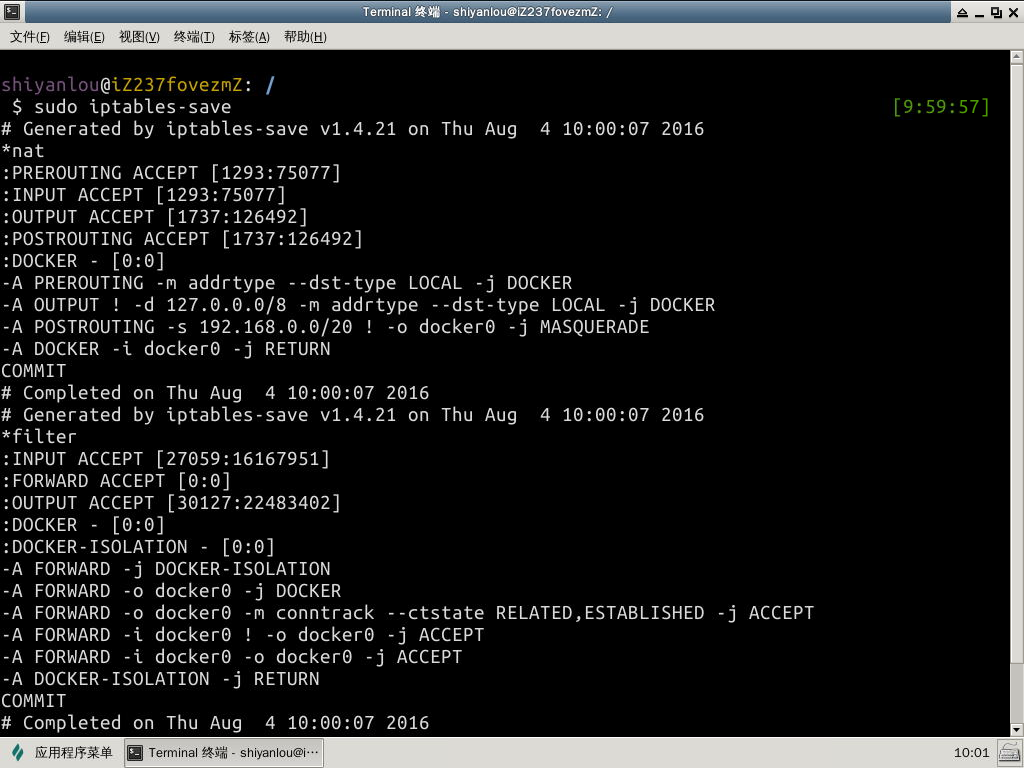 Terminal 终端 - shiyanlou@iZ237fovezmZ: /
文件(F) 编辑(E) 视图(V) 终端(T) 标签(A) 帮助(H)
shiyanlou@iZ237fovezmZ: /
$ sudo iptables-save [9:59:57]
# Generated by iptables-save v1.4.21 on Thu Aug  4 10:00:07 2016
*nat
:PREROUTING ACCEPT [1293:75077]
:INPUT ACCEPT [1293:75077]
:OUTPUT ACCEPT [1737:126492]
:POSTROUTING ACCEPT [1737:126492]
:DOCKER - [0:0]
-A PREROUTING -m addrtype --dst-type LOCAL -j DOCKER
-A OUTPUT ! -d 127.0.0.0/8 -m addrtype --dst-type LOCAL -j DOCKER
-A POSTROUTING -s 192.168.0.0/20 ! -o docker0 -j MASQUERADE
-A DOCKER -i docker0 -j RETURN
COMMIT
# Completed on Thu Aug  4 10:00:07 2016
# Generated by iptables-save v1.4.21 on Thu Aug  4 10:00:07 2016
*filter
:INPUT ACCEPT [27059:16167951]
:FORWARD ACCEPT [0:0]
:OUTPUT ACCEPT [30127:22483402]
:DOCKER - [0:0]
:DOCKER-ISOLATION - [0:0]
-A FORWARD -j DOCKER-ISOLATION
-A FORWARD -o docker0 -j DOCKER
-A FORWARD -o docker0 -m conntrack --ctstate RELATED,ESTABLISHED -j ACCEPT
-A FORWARD -i docker0 ! -o docker0 -j ACCEPT
-A FORWARD -i docker0 -o docker0 -j ACCEPT
-A DOCKER-ISOLATION -j RETURN
COMMIT
# Completed on Thu Aug  4 10:00:07 2016
应用程序菜单 Terminal 终端 - shiyanlou@i··· 10:01